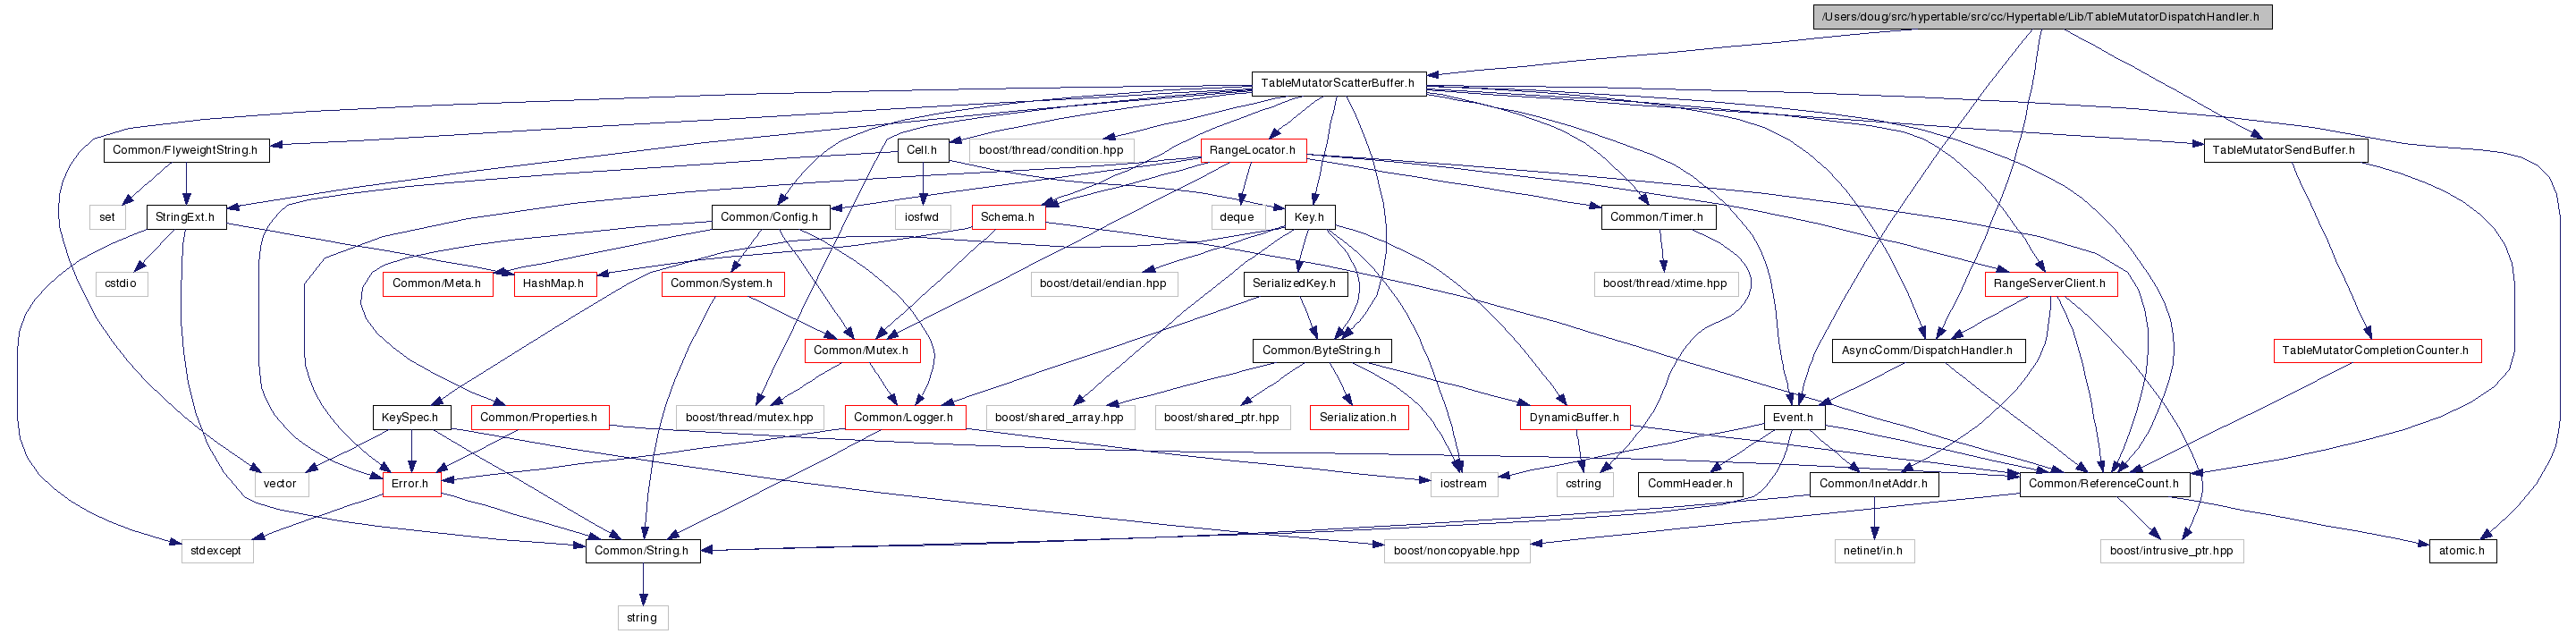 /Users/doug/src/hypertable/src/cc/Hypertable/Lib/TableMutatorDispatchHandler.h
TableMutatorScatterBuffer.h
Common/FlyweightString.h
Cell.h
boost/thread/condition.hpp
RangeLocator.h
TableMutatorSendBuffer.h
set
StringExt.h
Common/Config.h
iosfwd
Schema.h
deque
Key.h
Common/Timer.h
cstdio
Common/Meta.h
HashMap.h
Common/System.h
boost/detail/endian.hpp
SerializedKey.h
boost/thread/xtime.hpp
RangeServerClient.h
Common/Mutex.h
Common/ByteString.h
AsyncComm/DispatchHandler.h
TableMutatorCompletionCounter.h
KeySpec.h
Common/Properties.h
boost/thread/mutex.hpp
Common/Logger.h
boost/shared_array.hpp
boost/shared_ptr.hpp
Serialization.h
DynamicBuffer.h
Event.h
vector
Error.h
iostream
cstring
CommHeader.h
Common/InetAddr.h
Common/ReferenceCount.h
stdexcept
Common/String.h
boost/noncopyable.hpp
netinet/in.h
boost/intrusive_ptr.hpp
atomic.h
string